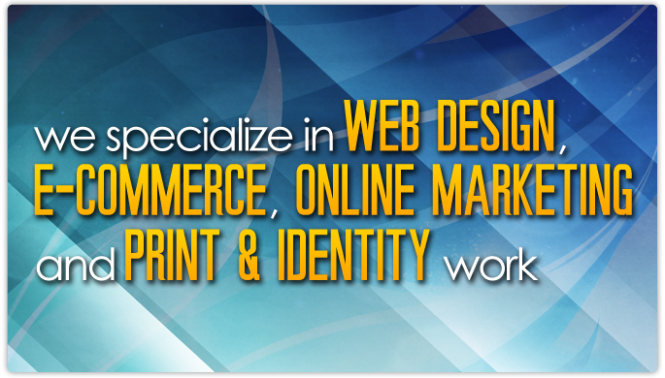 we specialize in WEB DESIGN,
E-COMMERCE, ONLINE MARKETING
and PRINT & IDENTITY work